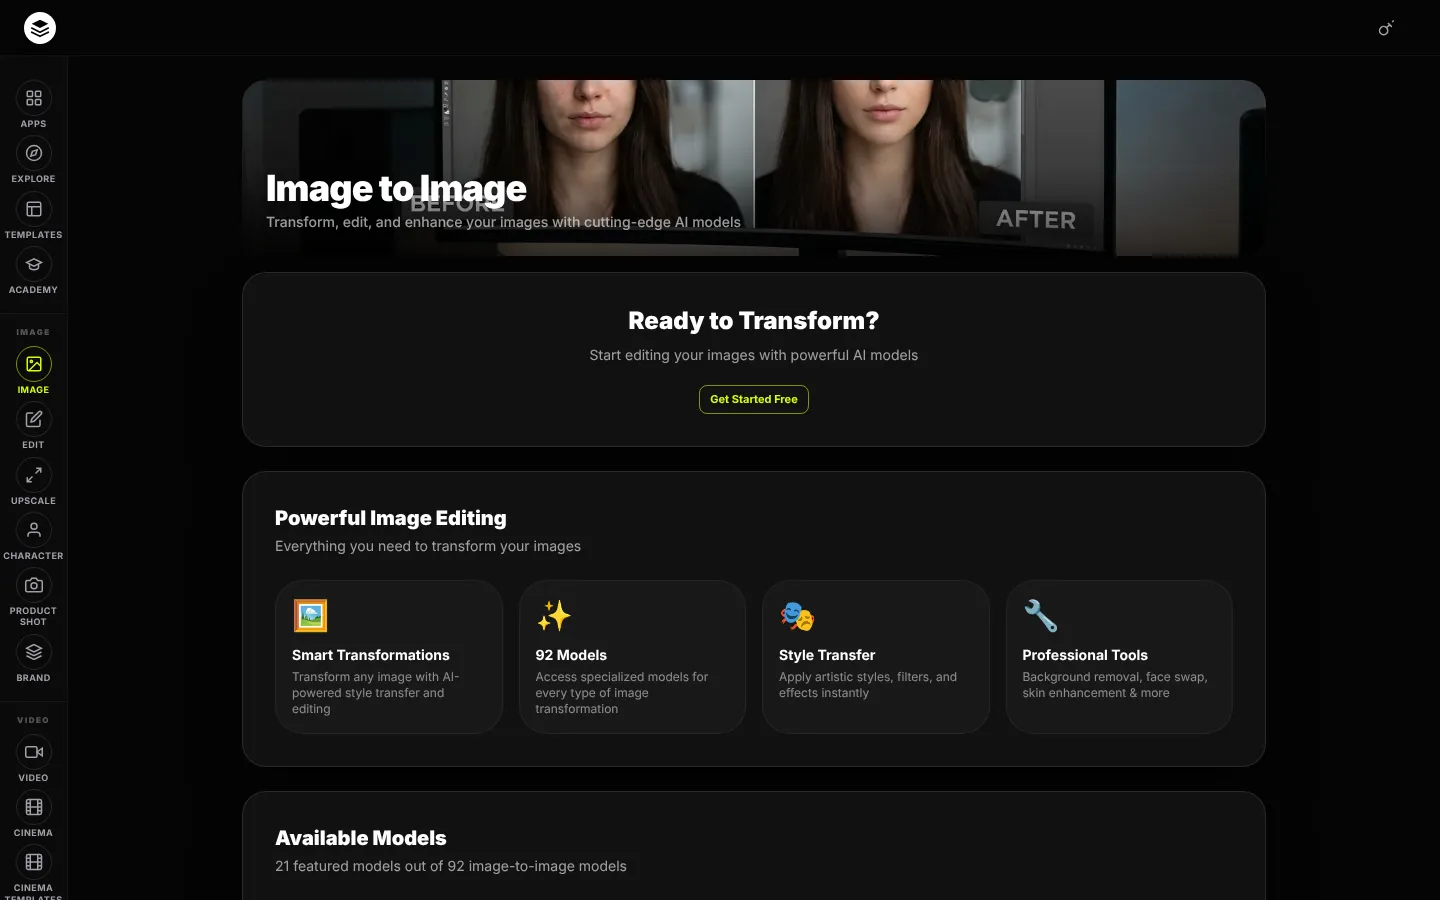 APPS
EXPLORE
TEMPLATES
ACADEMY
IMAGE
IMAGE
EDIT
UPSCALE
CHARACTER
PRODUCT
SHOT
BRAND
VIDEO
VIDEO
CINEMA
CINEMA
TEMPLATES
Image to Image
BEFORE
Transform, edit, and enhance your images with cutting-edge AI models
AFTER
Ready to Transform?
Start editing your images with powerful AI models
Get Started Free
Powerful Image Editing
Everything you need to transform your images
Smart Transformations
Transform any image with AI-
powered style transfer and
editing
92 Models
Access specialized models for
every type of image
transformation
Style Transfer
Apply artistic styles, filters, and
effects instantly
Professional Tools
Background removal, face swap,
skin enhancement & more
Available Models
21 featured models out of 92 image-to-image models